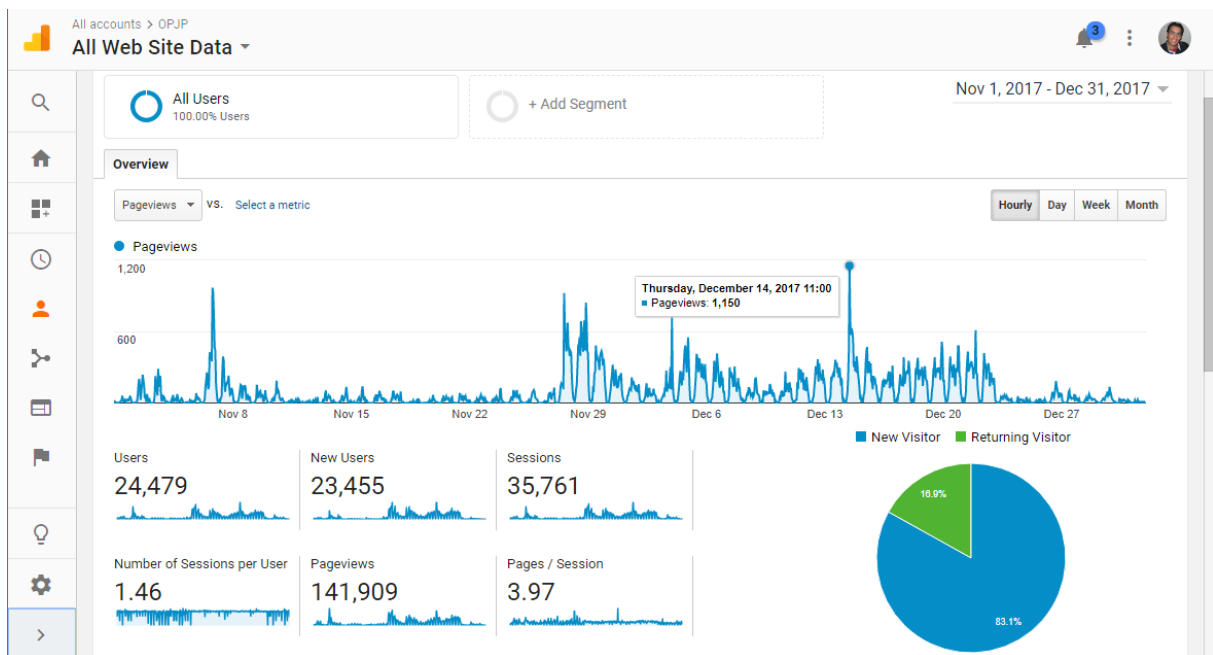 All accounts > OPJP
All Web Site Data
3
All Users
100.00% Users
+ Add Segment
Nov 1, 2017 - Dec 31, 2017
Overview
Pageviews VS. Select a metric
Hourly Day Week Month
Pageviews
1,200
600
Thursday, December 14, 2017 11:00
Pageviews: 1,150
Nov 8 Nov 15 Nov 22 Nov 29 Dec 6 Dec 13 Dec 20 Dec 27
New Visitor Returning Visitor
Users New Users Sessions
24,479 23,455 35,761
Number of Sessions per User Pageviews Pages / Session
1.46 141,909 3.97
16.9%
83.1%